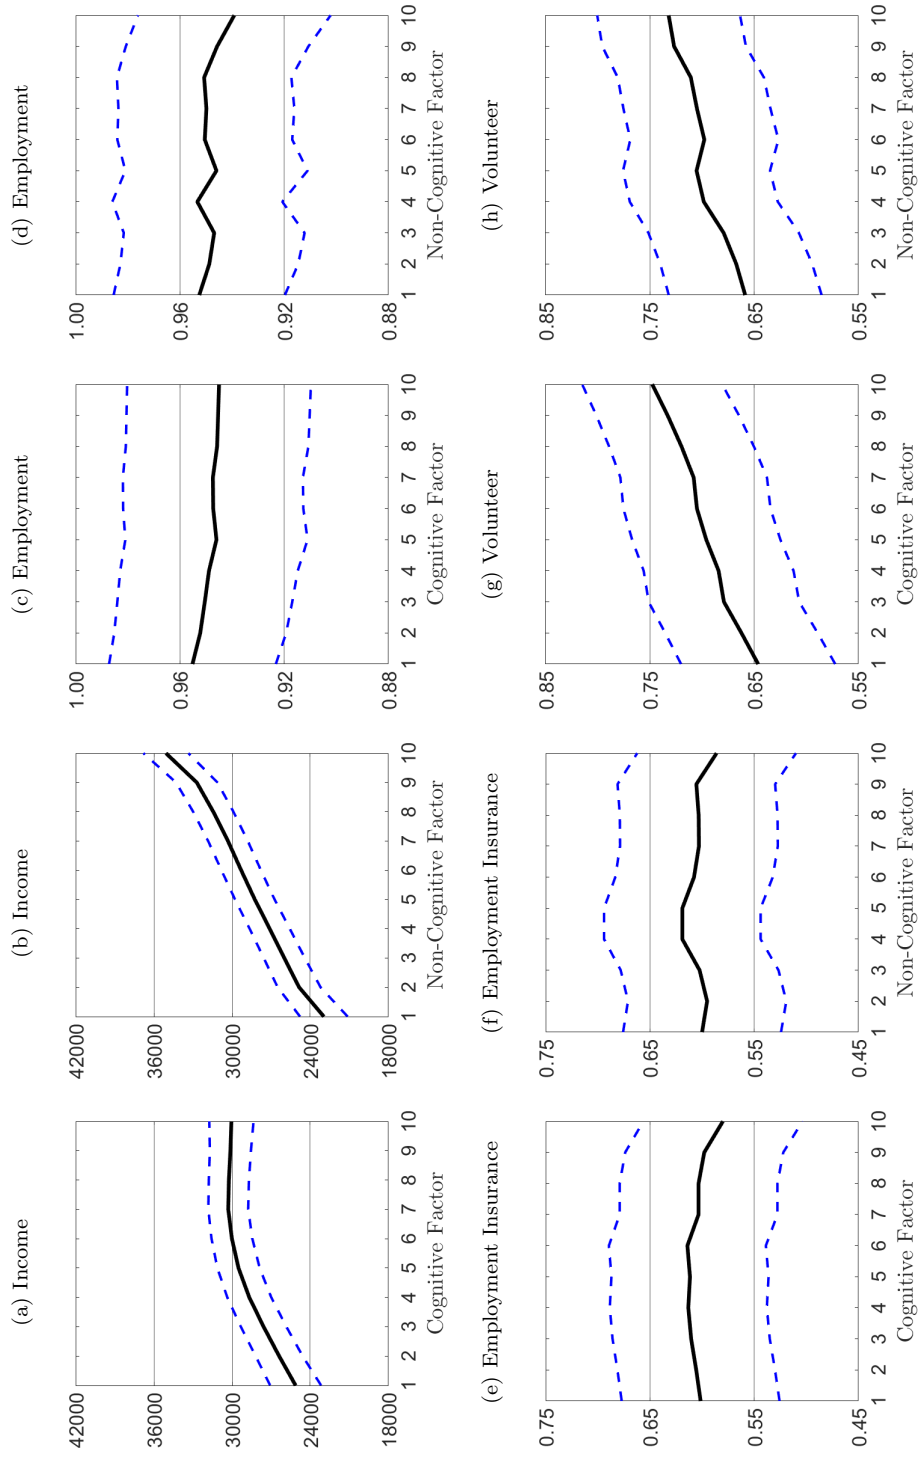 (a) Income
42000
36000
30000
24000
18000
1 2 3 4 5 6 7 8 9 10
Cognitive Factor
(b) Income
42000
36000
30000
24000
18000
1 2 3 4 5 6 7 8 9 10
Non-Cognitive Factor
(c) Employment
1.00
0.96
0.92
0.88
1 2 3 4 5 6 7 8 9 10
Cognitive Factor
(d) Employment
1.00
0.96
0.92
0.88
1 2 3 4 5 6 7 8 9 10
Non-Cognitive Factor
(e) Employment Insurance
0.75
0.65
0.55
0.45
1 2 3 4 5 6 7 8 9 10
Cognitive Factor
(f) Employment Insurance
0.75
0.65
0.55
0.45
1 2 3 4 5 6 7 8 9 10
Non-Cognitive Factor
(g) Volunteer
0.85
0.75
0.65
0.55
1 2 3 4 5 6 7 8 9 10
Cognitive Factor
(h) Volunteer
0.85
0.75
0.65
0.55
1 2 3 4 5 6 7 8 9 10
Non-Cognitive Factor